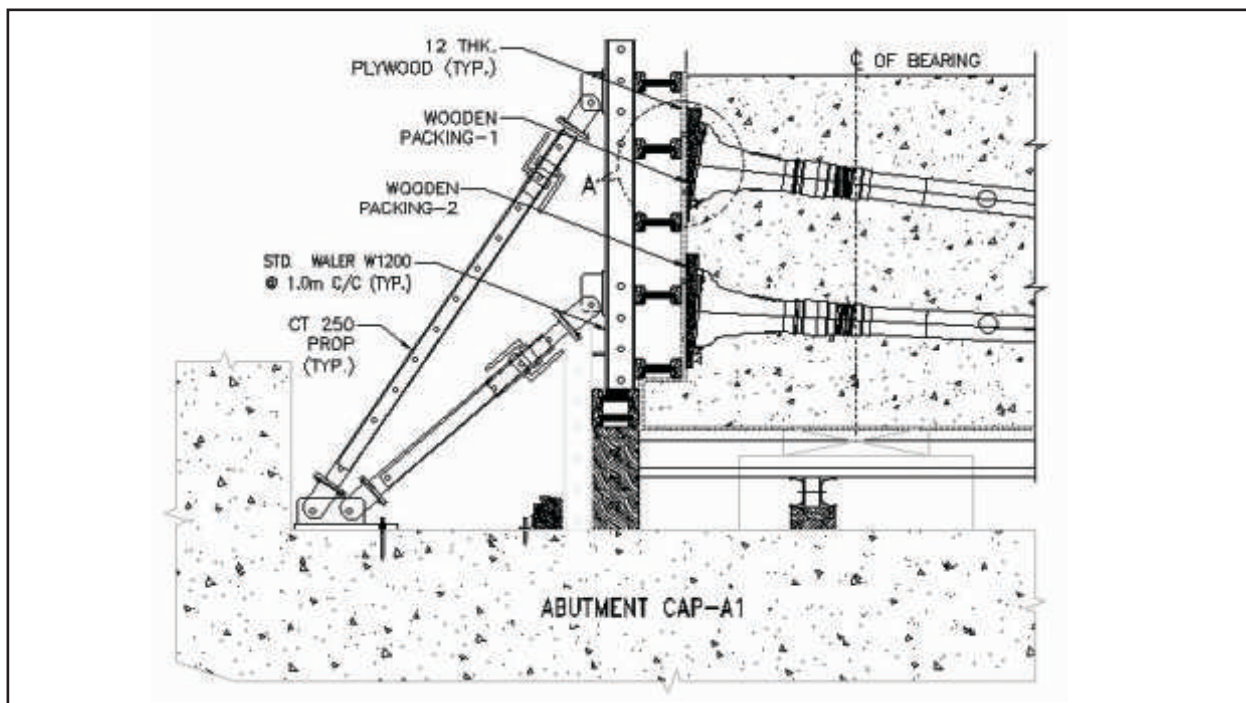 12 THK.
PLYWOOD (TYP.)
℄ OF BEARING
WOODEN
PACKING-1
A
WOODEN
PACKING-2
STD. WALER W1200
@ 1.0m C/C (TYP.)
CT 250
PROP
(TYP.)
ABUTMENT CAP-A1